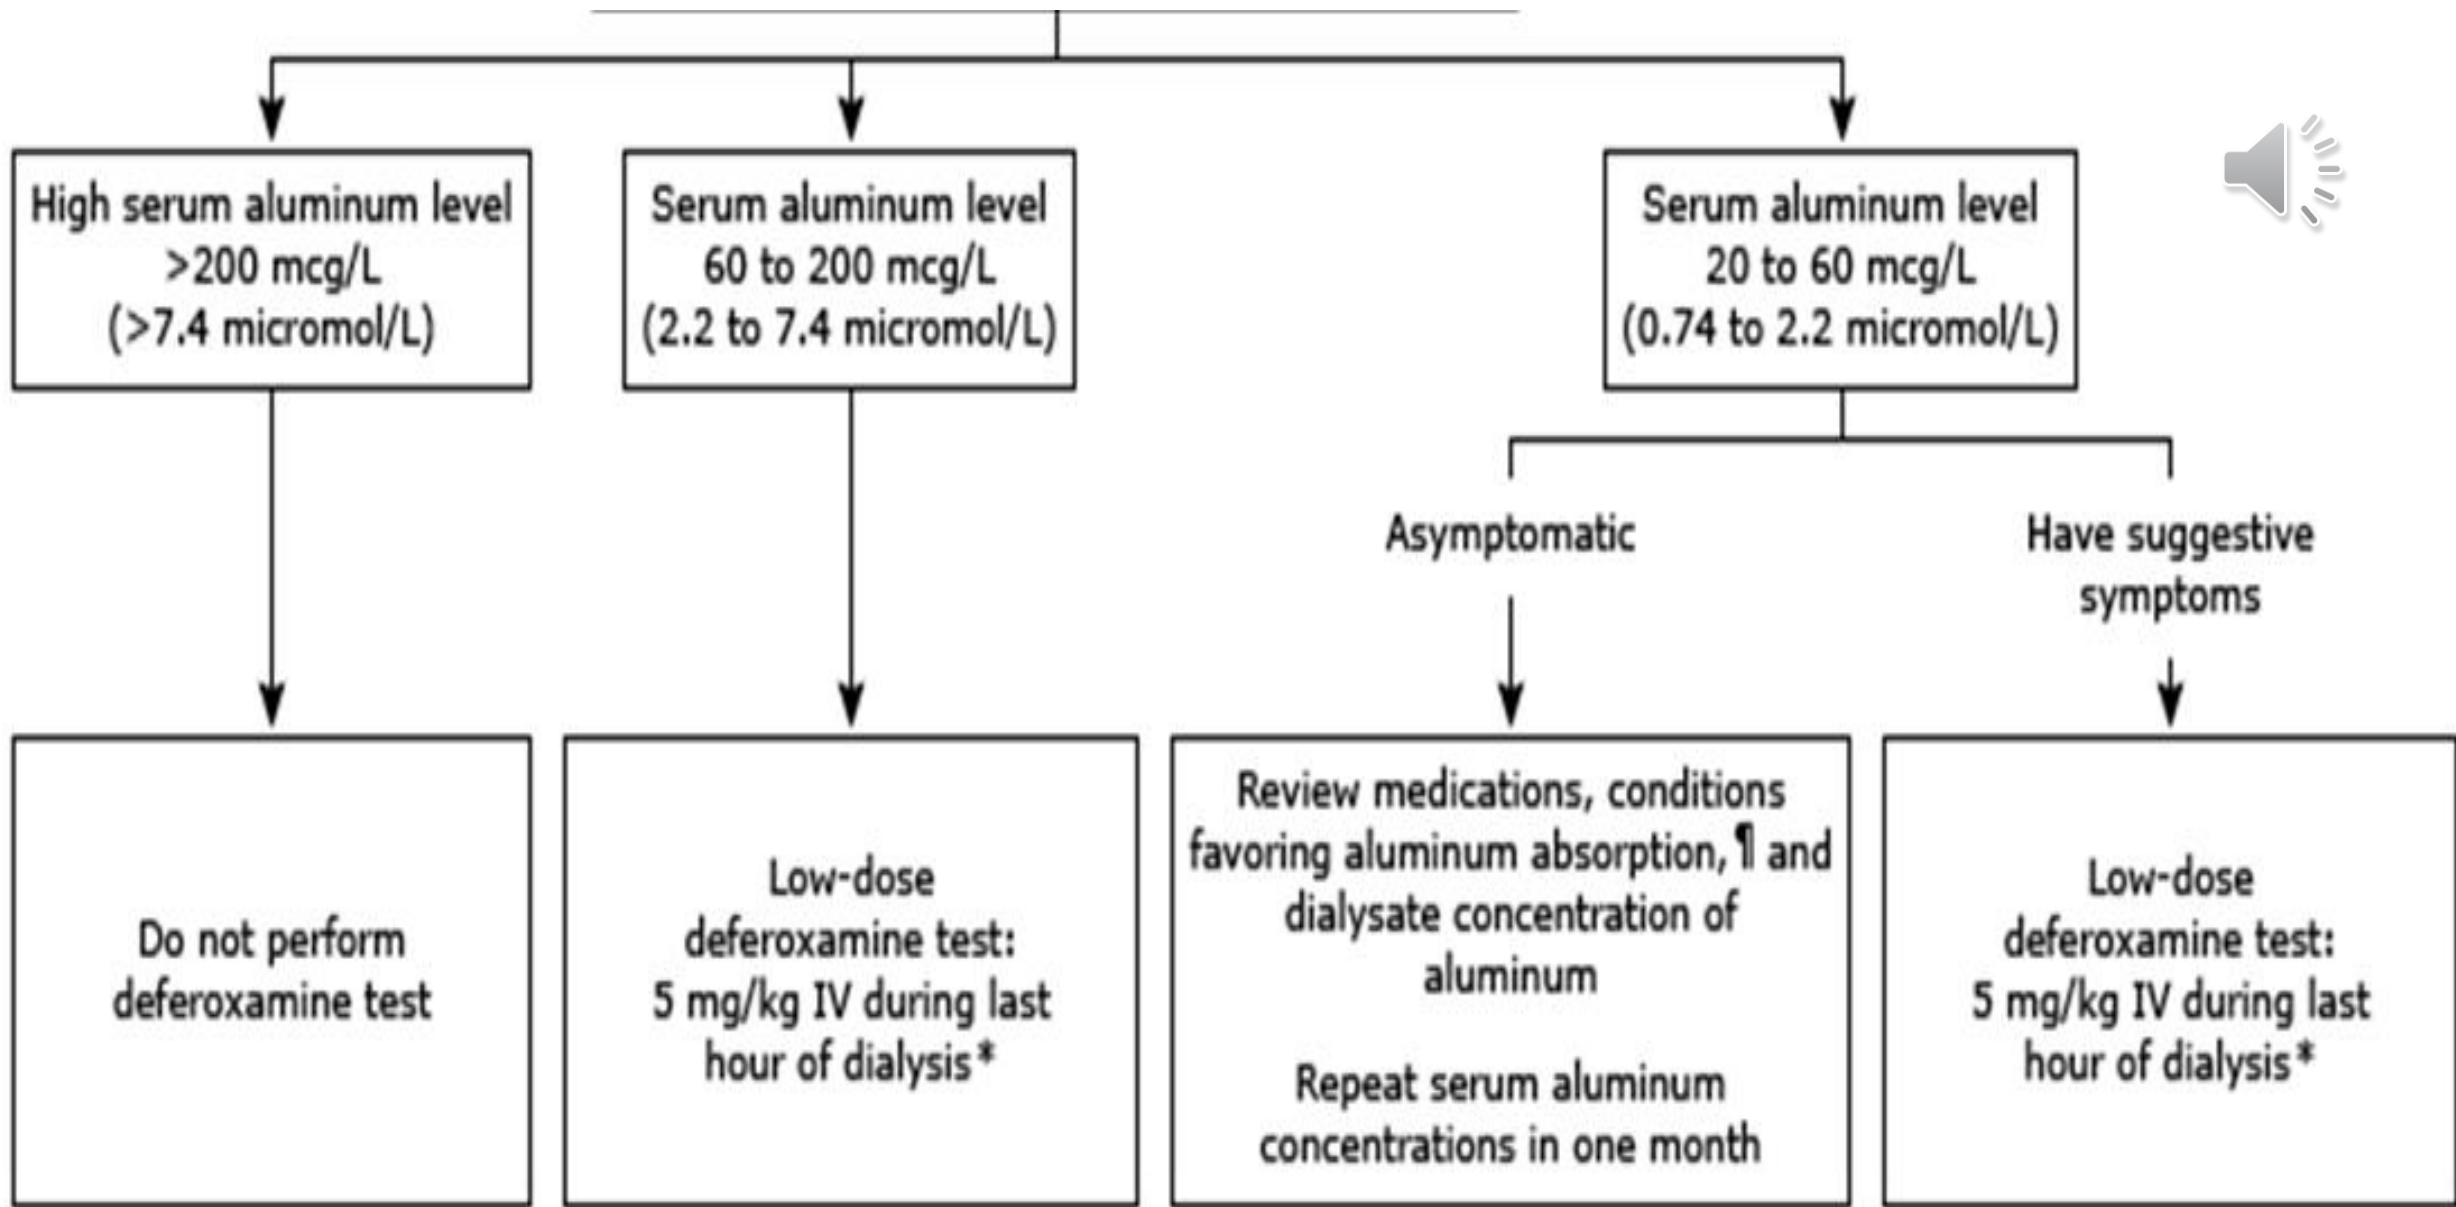 High serum aluminum level
>200 mcg/L
(>7.4 micromol/L)
Serum aluminum level
60 to 200 mcg/L
(2.2 to 7.4 micromol/L)
Serum aluminum level
20 to 60 mcg/L
(0.74 to 2.2 micromol/L)
Asymptomatic
Have suggestive
symptoms
Do not perform
deferoxamine test
Low-dose
deferoxamine test:
5 mg/kg IV during last
hour of dialysis*
Review medications, conditions
favoring aluminum absorption,¶ and
dialysate concentration of
aluminum
Repeat serum aluminum
concentrations in one month
Low-dose
deferoxamine test:
5 mg/kg IV during last
hour of dialysis*